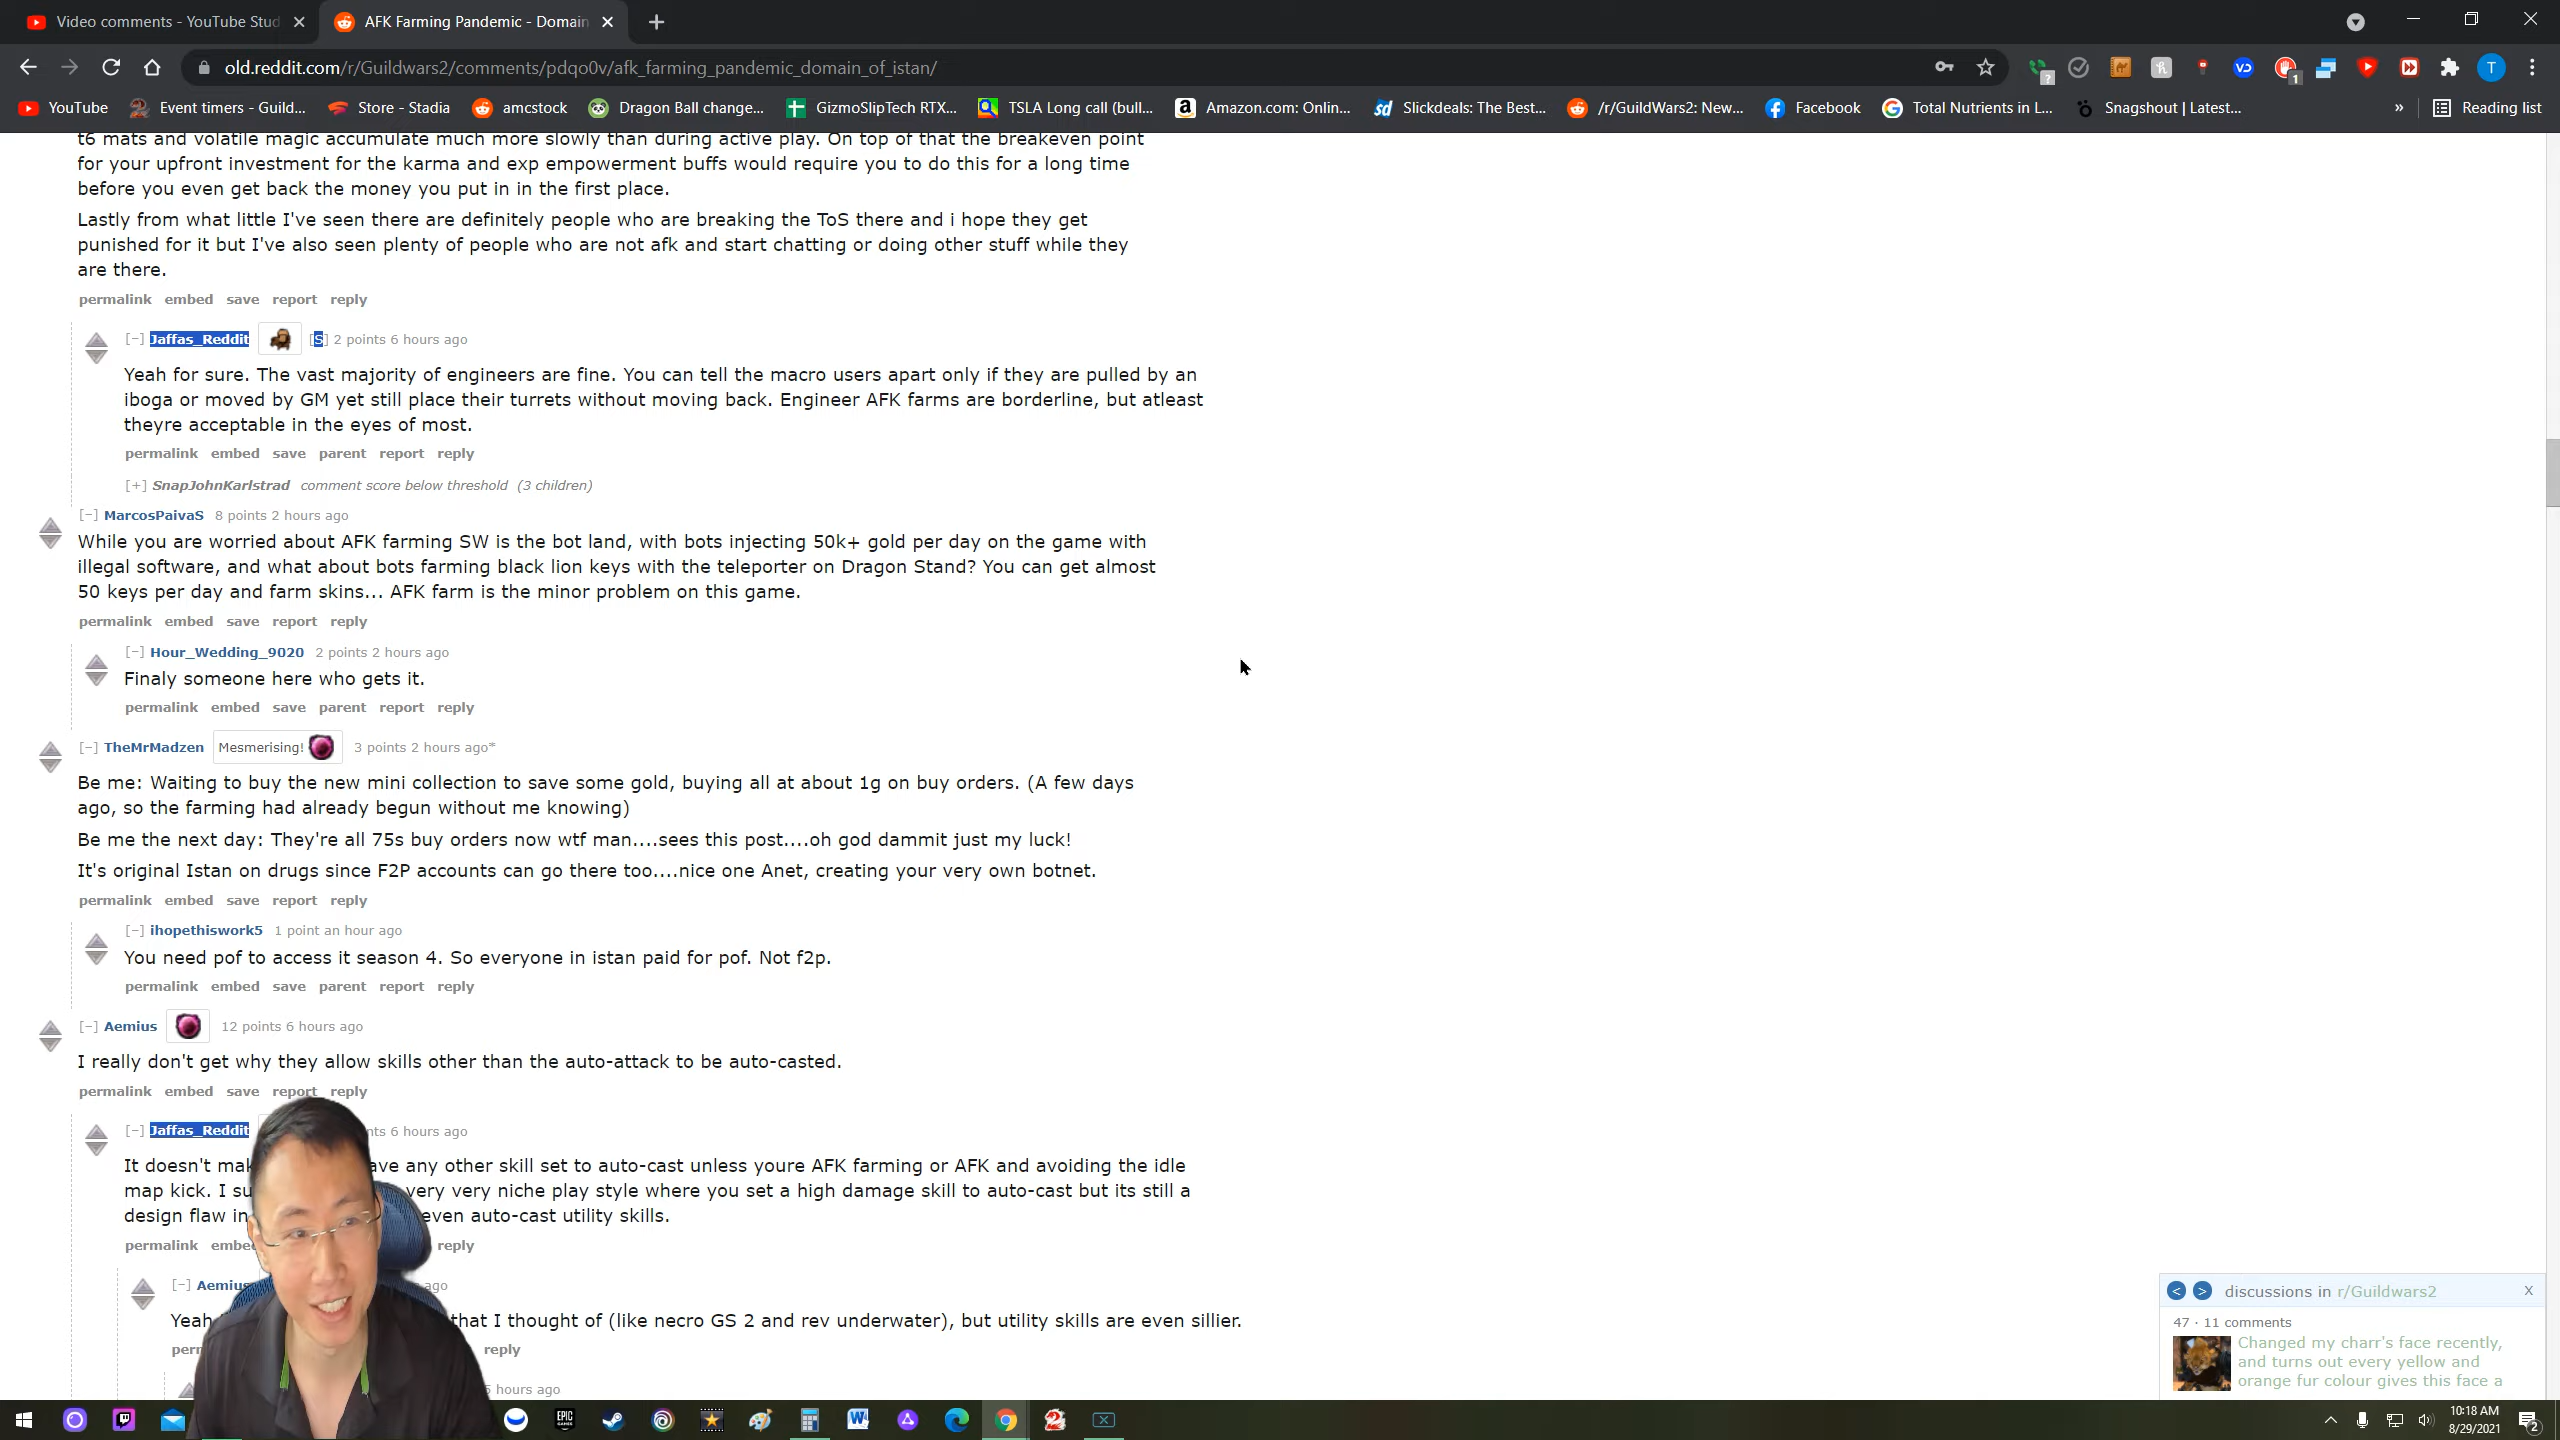 Video comments - YouTube Stud
AFK Farming Pandemic - Domain
old.reddit.com/r/Guildwars2/comments/pdqo0v/afk_farming_pandemic_domain_of_istan/
YouTube
Event timers - Guild...
Store - Stadia
amcstock
Dragon Ball change...
GizmoSlipTech RTX...
TSLA Long call (bull...
Amazon.com: Onlin...
Slickdeals: The Best...
/r/GuildWars2: New...
Facebook
Total Nutrients in L...
Snagshout | Latest...
»
Reading list
t6 mats and volatile magic accumulate much more slowly than during active play. On top of that the breakeven point
for your upfront investment for the karma and exp empowerment buffs would require you to do this for a long time
before you even get back the money you put in in the first place.
Lastly from what little I've seen there are definitely people who are breaking the ToS there and i hope they get
punished for it but I've also seen plenty of people who are not afk and start chatting or doing other stuff while they
are there.
permalink embed save report reply
[−] Jaffas_Reddit [S] 2 points 6 hours ago
Yeah for sure. The vast majority of engineers are fine. You can tell the macro users apart only if they are pulled by an
iboga or moved by GM yet still place their turrets without moving back. Engineer AFK farms are borderline, but atleast
theyre acceptable in the eyes of most.
permalink embed save parent report reply
[+] SnapJohnKarlstrad comment score below threshold (3 children)
[−] MarcosPaivaS 8 points 2 hours ago
While you are worried about AFK farming SW is the bot land, with bots injecting 50k+ gold per day on the game with
illegal software, and what about bots farming black lion keys with the teleporter on Dragon Stand? You can get almost
50 keys per day and farm skins... AFK farm is the minor problem on this game.
permalink embed save report reply
[−] Hour_Wedding_9020 2 points 2 hours ago
Finaly someone here who gets it.
permalink embed save parent report reply
[−] TheMrMadzen Mesmerising! 3 points 2 hours ago*
Be me: Waiting to buy the new mini collection to save some gold, buying all at about 1g on buy orders. (A few days
ago, so the farming had already begun without me knowing)
Be me the next day: They're all 75s buy orders now wtf man....sees this post....oh god dammit just my luck!
It's original Istan on drugs since F2P accounts can go there too....nice one Anet, creating your very own botnet.
permalink embed save report reply
[−] ihopethiswork5 1 point an hour ago
You need pof to access it season 4. So everyone in istan paid for pof. Not f2p.
permalink embed save parent report reply
[−] Aemius 12 points 6 hours ago
I really don't get why they allow skills other than the auto-attack to be auto-casted.
permalink embed save report reply
[−] Jaffas_Reddit 6 hours ago
It doesn't any other skill set to auto-cast unless youre AFK farming or AFK and avoiding the idle
map kick. I very very niche play style where you set a high damage skill to auto-cast but its still a
design flaw in even auto-cast utility skills.
permalink reply
[−] ago
Yeah that I thought of (like necro GS 2 and rev underwater), but utility skills are even sillier.
reply
hours ago
discussions in r/Guildwars2 X
47 · 11 comments
Changed my charr's face recently,
and turns out every yellow and
orange fur colour gives this face a
10:18 AM
8/29/2021